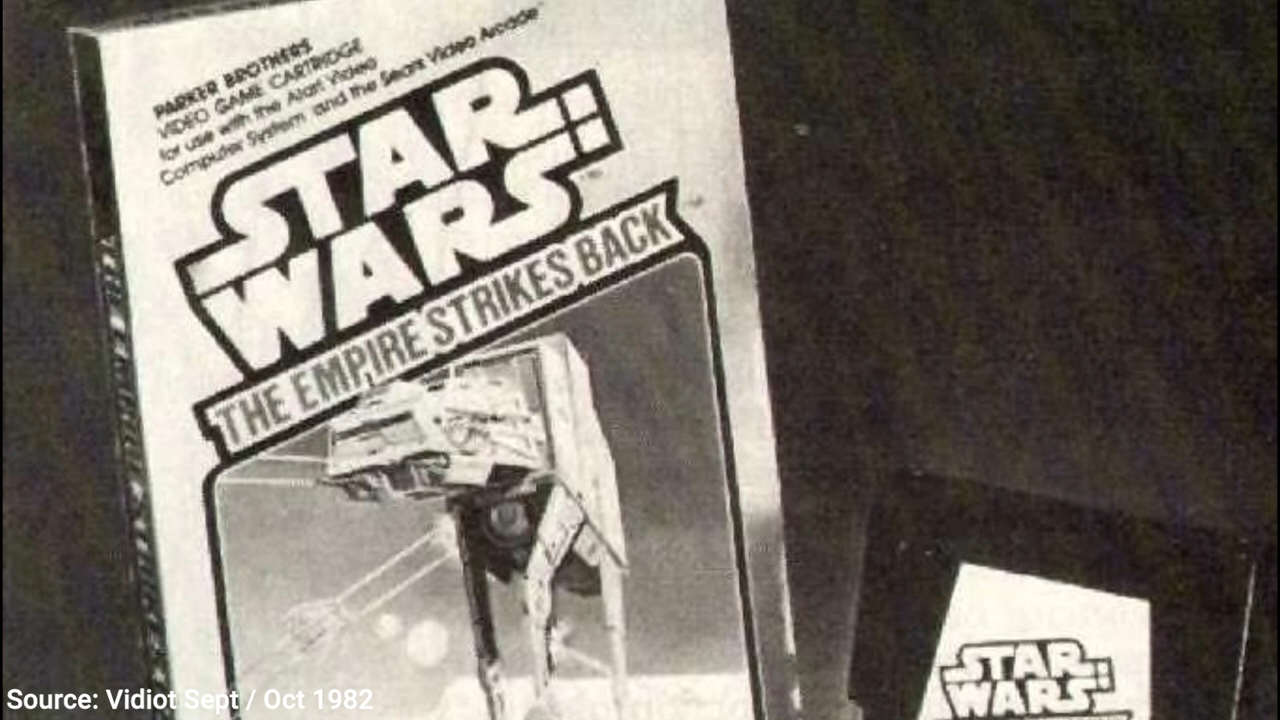 PARKER BROTHERS
VIDEO GAME CARTRIDGE
for use with the Atari Video
Computer System and the Sears Video Arcade™
STAR
WARS
THE EMPIRE STRIKES BACK
STAR
WARS
Source: Vidiot Sept / Oct 1982